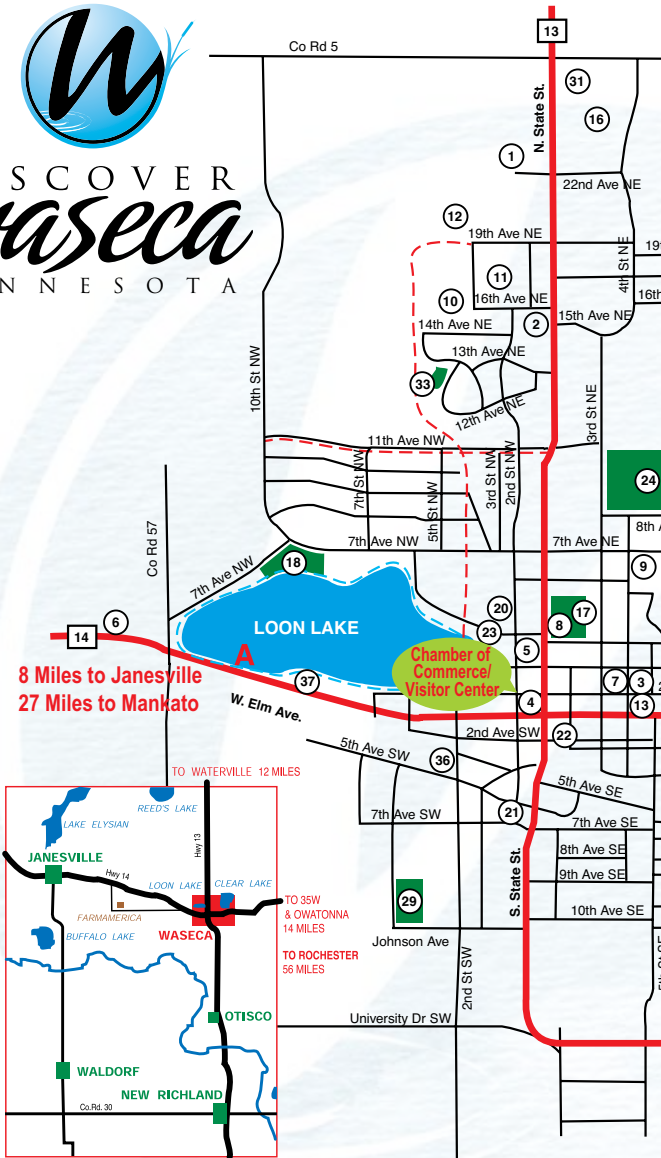 W
SCOVER
aseca
NNESOTA
Co Rd 5
13
31
16
1
N. State St.
22nd Ave NE
12
19th Ave NE
19t
4th St NE
11
10
16th Ave NE
16th
14th Ave NE
2
15th Ave NE
13th Ave NE
33
12th Ave NE
10th St NW
3rd St NE
11th Ave NW
7th St NW
5th St NW
3rd St NW
2nd St NW
24
8th A
Co Rd 57
7th Ave NW
7th Ave NE
7th Ave NW
18
9
20
8
17
23
14
6
LOON LAKE
5
A
8 Miles to Janesville
27 Miles to Mankato
37
W. Elm Ave.
Chamber of
Commerce/
Visitor Center
7
3
2
4
13
2nd Ave SW
22
5th Ave SW
36
5th Ave SE
7th Ave SW
21
7th Ave SE
8th Ave SE
9th Ave SE
S. State St.
10th Ave SE
29
Johnson Ave
2nd St SW
5th St SE
University Dr SW
TO WATERVILLE 12 MILES
REED'S LAKE
LAKE ELYSIAN
Hwy 13
JANESVILLE
Hwy 14
LOON LAKE
CLEAR LAKE
FARMAMERICA
WASECA
BUFFALO LAKE
TO 35W
& OWATONNA
14 MILES
TO ROCHESTER
56 MILES
OTISCO
WALDORF
NEW RICHLAND
Co.Rd. 30